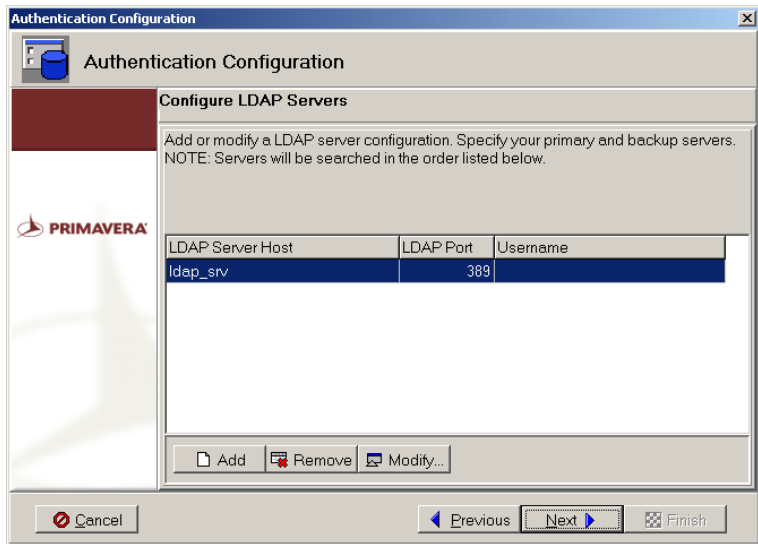 Authentication Configuration
Authentication Configuration
Configure LDAP Servers
Add or modify a LDAP server configuration. Specify your primary and backup servers.
NOTE: Servers will be searched in the order listed below.
PRIMAVERA
LDAP Server Host LDAP Port Username
ldap_srv 389
Add Remove Modify...
Cancel Previous Next Finish